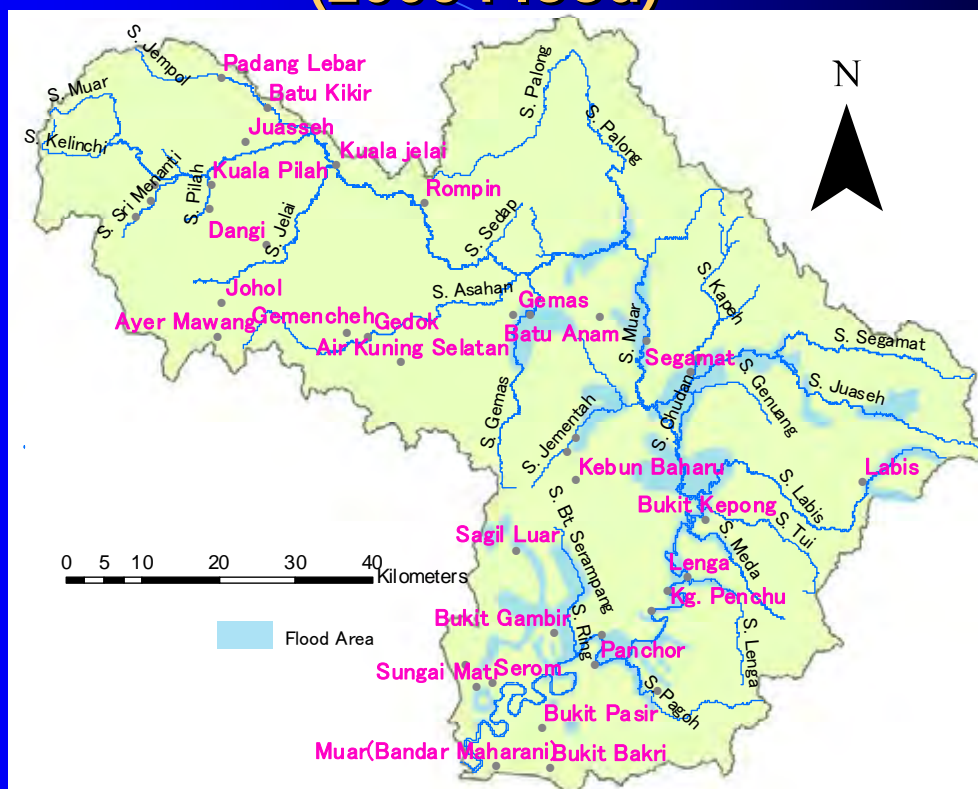 S. Jempol
Padang Lebar
S. Muar
Batu Kikir
S. Kelinchi
Juasseh
Kuala jelai
S. Palong
S. Palong
N
S. Sri Menanti
S. Pilah
Kuala Pilah
Rompin
Dangi
S. Jelai
S. Sedap
Johol
S. Asahan
S. Kapeh
Ayer Mawang
Gemencheh
Gedok
Gemas
Air Kuning Selatan
Batu Anam
S. Muar
Segamat
S. Segamat
S. Juaseh
S. Genuang
S. Chudan
S. Gemas
S. Jementah
Kebun Baharu
Labis
S. Labis
Bukit Kepong
S. Tui
S. Bt. Serampang
S. Meda
Sagil Luar
Lenga
0 5 10 20 30 40
Kilometers
Kg. Penchu
Flood Area
Bukit Gambir
S. Ring
Panchor
S. Lenga
Sungai Mati
Serom
S. Pagoh
Bukit Pasir
Muar(Bandar Maharani)
Bukit Bakri